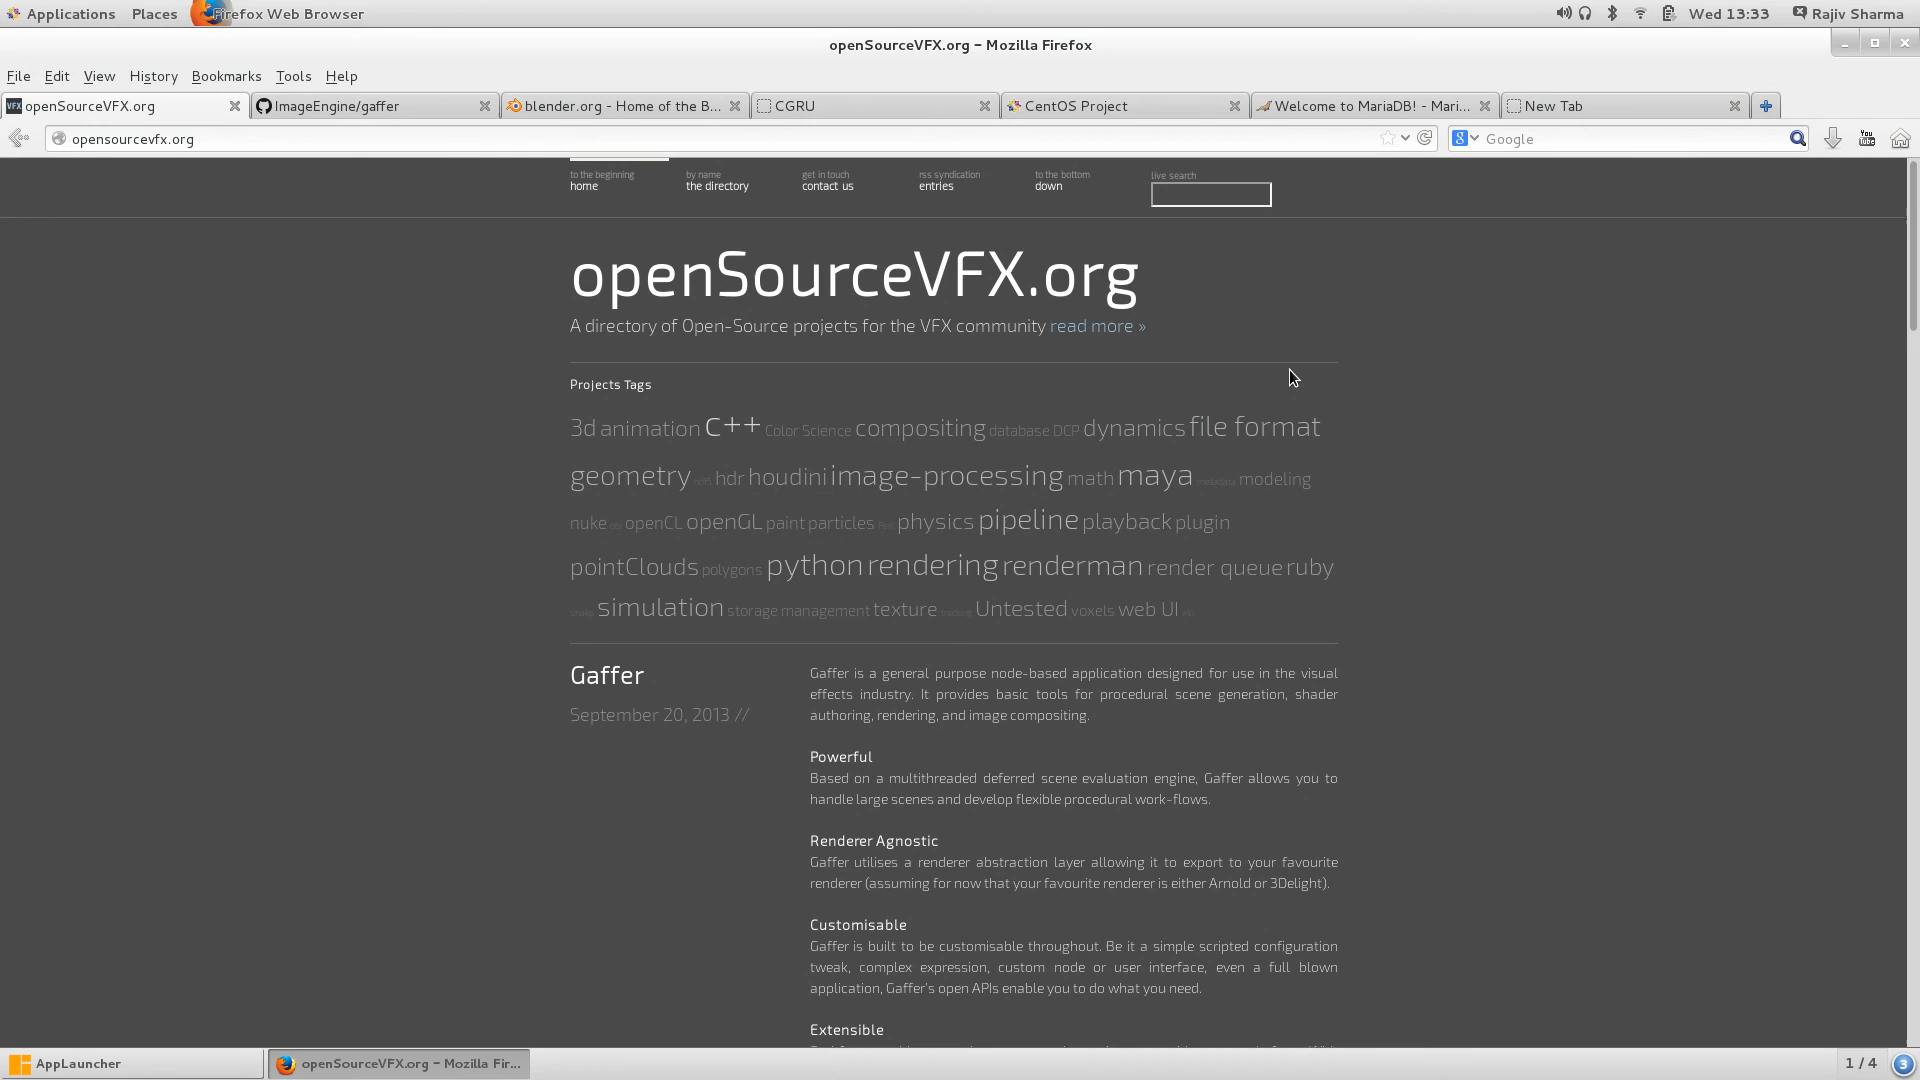 Applications Places Firefox Web Browser Wed 13:33 Rajiv Sharma
openSourceVFX.org - Mozilla Firefox
File Edit View History Bookmarks Tools Help
openSourceVFX.org ImageEngine/gaffer blender.org - Home of the B... CGRU CentOS Project Welcome to MariaDB! - Mari... New Tab
opensourcevfx.org Google
to the beginning by name get in touch rss syndication to the bottom live search
home the directory contact us entries down
openSourceVFX.org
A directory of Open-Source projects for the VFX community read more »
Projects Tags
3d animation c++ Color Science compositing database DCP dynamics file format
geometry hdr houdini image-processing math maya metadata modeling
nuke openCL openGL paint particles physics pipeline playback plugin
pointClouds polygons python rendering renderman render queue ruby
simulation storage management texture tracking Untested voxels web UI
Gaffer
September 20, 2013 //
Gaffer is a general purpose node-based application designed for use in the visual
effects industry. It provides basic tools for procedural scene generation, shader
authoring, rendering, and image compositing.
Powerful
Based on a multithreaded deferred scene evaluation engine, Gaffer allows you to
handle large scenes and develop flexible procedural work-flows.
Renderer Agnostic
Gaffer utilises a renderer abstraction layer allowing it to export to your favourite
renderer (assuming for now that your favourite renderer is either Arnold or 3Delight).
Customisable
Gaffer is built to be customisable throughout. Be it a simple scripted configuration
tweak, complex expression, custom node or user interface, even a full blown
application, Gaffer's open APIs enable you to do what you need.
Extensible
AppLauncher openSourceVFX.org - Mozilla Fir... 1 / 4 3